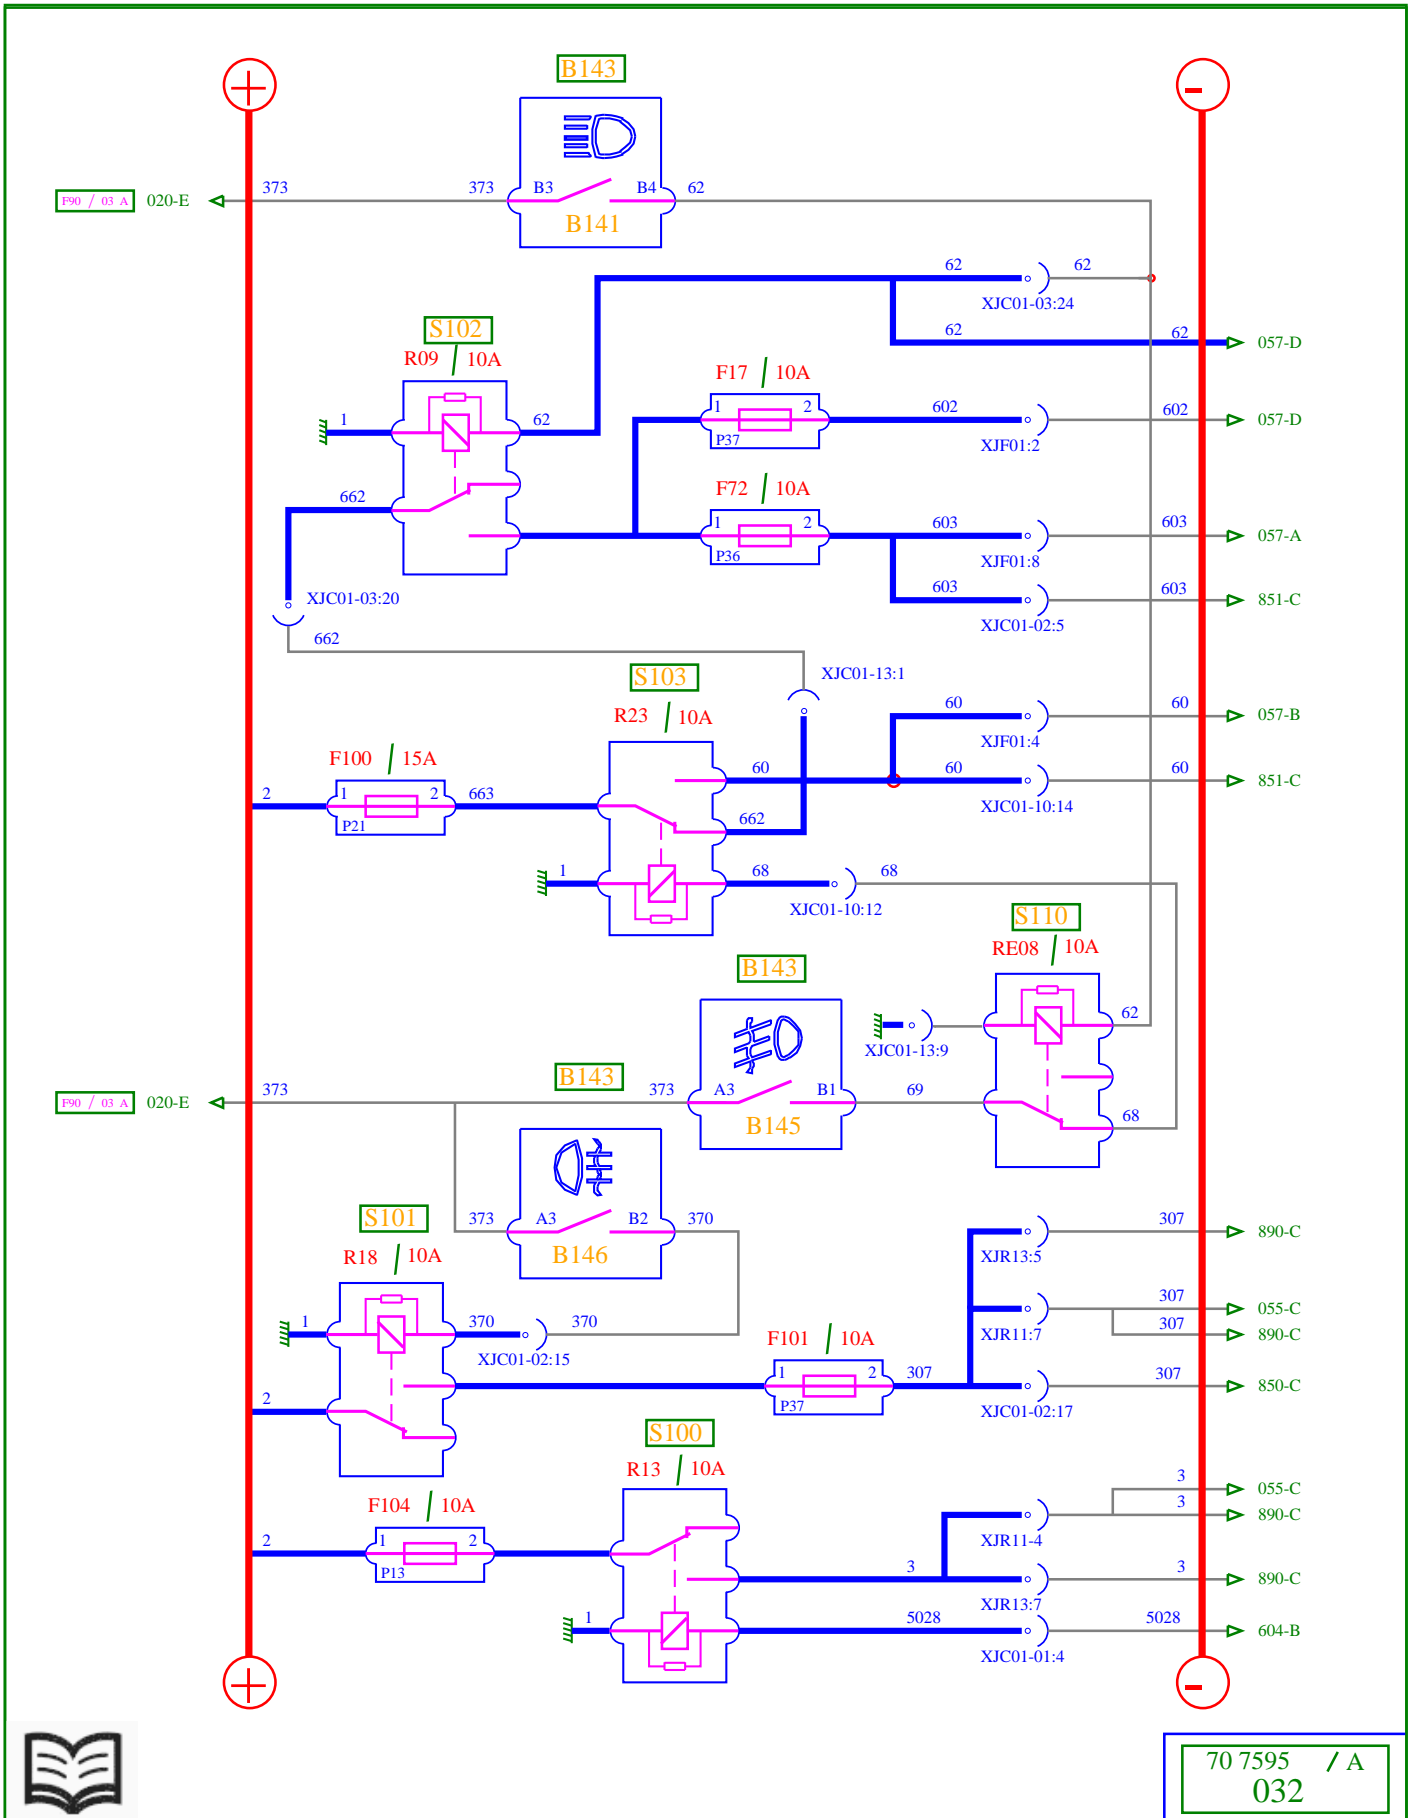 B143
373
373
B3
B4
62
F90 / 03 A
020-E
B141
62
62
XJC01-03:24
S102
62
62
057-D
R09 / 10A
F17 / 10A
1
62
1
2
602
602
057-D
P37
XJF01:2
F72 / 10A
662
1
2
603
603
057-A
P36
XJF01:8
603
603
851-C
XJC01-03:20
XJC01-02:5
662
S103
XJC01-13:1
R23 / 10A
60
60
057-B
XJF01:4
F100 / 15A
60
60
60
851-C
2
1
2
663
XJC01-10:14
P21
662
1
68
68
XJC01-10:12
S110
RE08 / 10A
B143
62
XJC01-13:9
B143
373
373
A3
B1
69
F90 / 03 A
020-E
68
B145
S101
373
A3
B2
370
307
890-C
R18 / 10A
B146
XJR13:5
307
055-C
1
370
370
F101 / 10A
XJR11:7
307
890-C
XJC01-02:15
2
1
2
307
307
850-C
P37
XJC01-02:17
S100
R13 / 10A
3
055-C
F104 / 10A
3
890-C
2
1
2
XJR11-4
P13
3
3
890-C
XJR13:7
1
5028
5028
604-B
XJC01-01:4
70 7595 / A
032